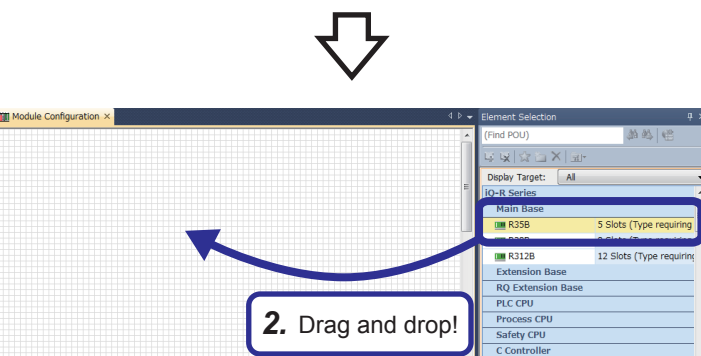 Module Configuration ×
Element Selection
(Find POU)
Display Target: All
iQ-R Series
Main Base
R35B 5 Slots (Type requiring
R312B 12 Slots (Type requiring
Extension Base
RQ Extension Base
PLC CPU
Process CPU
Safety CPU
C Controller
2. Drag and drop!